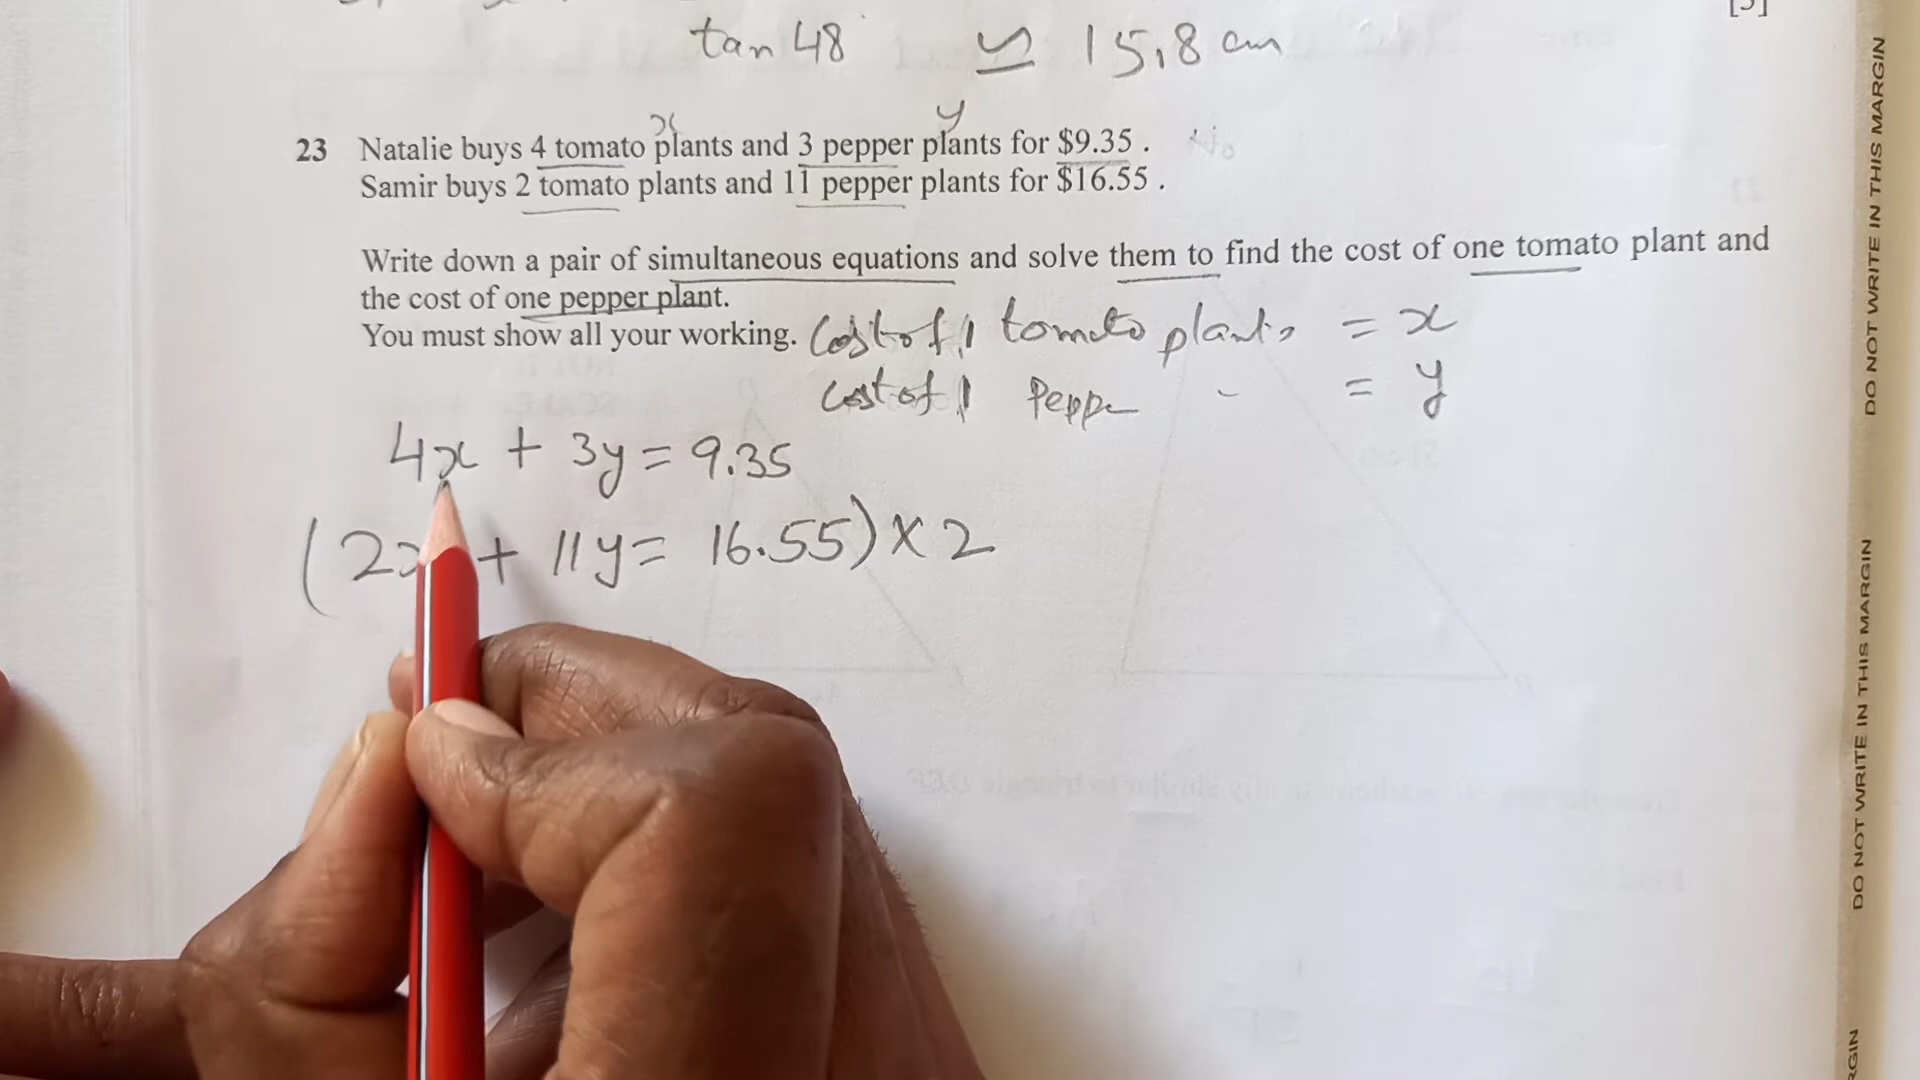 tan 48 ≃ 15,8 cm
x y
23 Natalie buys 4 tomato plants and 3 pepper plants for $9.35 .
Samir buys 2 tomato plants and 11 pepper plants for $16.55 .
Write down a pair of simultaneous equations and solve them to find the cost of one tomato plant and
the cost of one pepper plant.
You must show all your working.
Cost of 1 tomato plants = x
Cost of 1 Pepper = y
4x + 3y = 9.35
(2x + 11y = 16.55) × 2
DO NOT WRITE IN THIS MARGIN
DO NOT WRITE IN THIS MARGIN